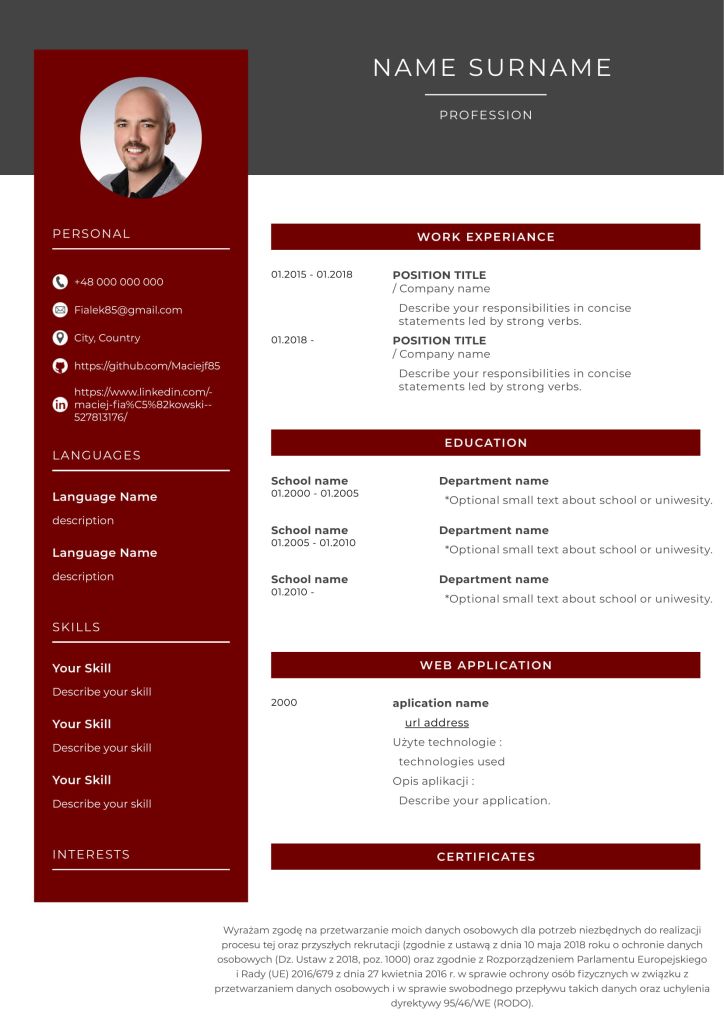 NAME SURNAME
PROFESSION
PERSONAL
+48 000 000 000
Fialek85@gmail.com
City, Country
https://github.com/Maciejf85
https://www.linkedin.com/-
maciej-fia%C5%82kowski--
527813176/
LANGUAGES
Language Name
description
Language Name
description
SKILLS
Your Skill
Describe your skill
Your Skill
Describe your skill
Your Skill
Describe your skill
INTERESTS
WORK EXPERIANCE
01.2015 - 01.2018
POSITION TITLE
/ Company name
Describe your responsibilities in concise
statements led by strong verbs.
01.2018 -
POSITION TITLE
/ Company name
Describe your responsibilities in concise
statements led by strong verbs.
EDUCATION
School name
01.2000 - 01.2005
Department name
*Optional small text about school or uniwesity.
School name
01.2005 - 01.2010
Department name
*Optional small text about school or uniwesity.
School name
01.2010 -
Department name
*Optional small text about school or uniwesity.
WEB APPLICATION
2000
aplication name
url address
Użyte technologie :
technologies used
Opis aplikacji :
Describe your application.
CERTIFICATES
Wyrażam zgodę na przetwarzanie moich danych osobowych dla potrzeb niezbędnych do realizacji
procesu tej oraz przyszłych rekrutacji (zgodnie z ustawą z dnia 10 maja 2018 roku o ochronie danych
osobowych (Dz. Ustaw z 2018, poz. 1000) oraz zgodnie z Rozporządzeniem Parlamentu Europejskiego
i Rady (UE) 2016/679 z dnia 27 kwietnia 2016 r. w sprawie ochrony osób fizycznych w związku z
przetwarzaniem danych osobowych i w sprawie swobodnego przepływu takich danych oraz uchylenia
dyrektywy 95/46/WE (RODO).